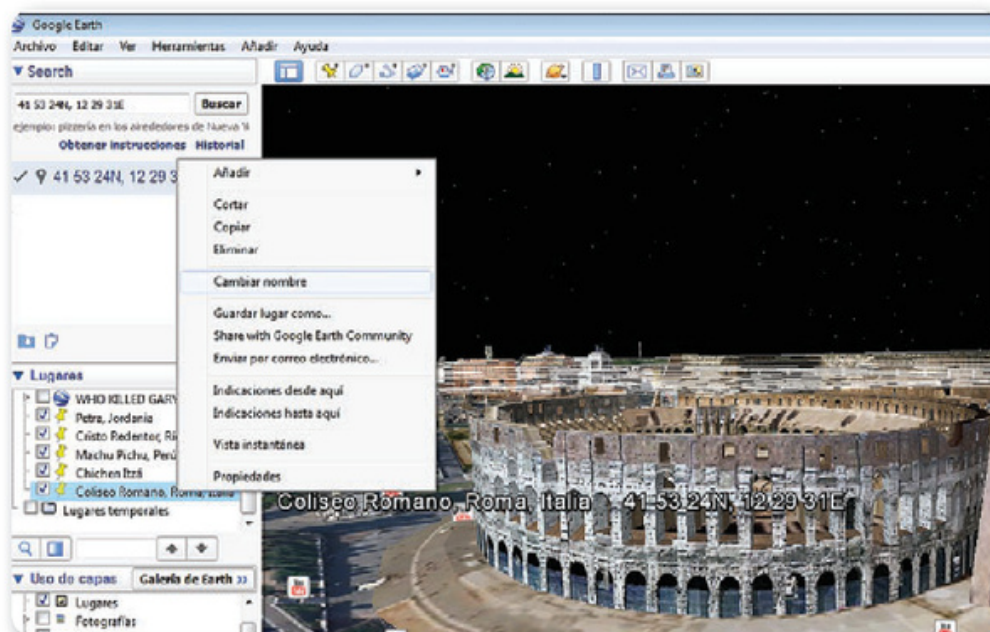 Google Earth
Archivo Editar Ver Herramientas Añadir Ayuda
Search
41 53 24N, 12 29 31E Buscar
ejemplo: pizzería en los alrededores de Nueva
Obtener instrucciones Historial
41 53 24N, 12 29 3
Añadir
Cortar
Copiar
Eliminar
Cambiar nombre
Guardar lugar como...
Share with Google Earth Community
Enviar por correo electrónico...
Indicaciones desde aquí
Indicaciones hasta aquí
Vista instantánea
Propiedades
Lugares
WHO KILLED GARY
Petra, Jordania
Cristo Redentor, Rí
Machu Pichu, Perú
Chichen Itzá
Coliseo Romano, Roma, Italia
Lugares temporales
Coliseo Romano, Roma, Italia 41 53 24N, 12 29 31E
Uso de capas Galería de Earth >>
Lugares
Fotografías